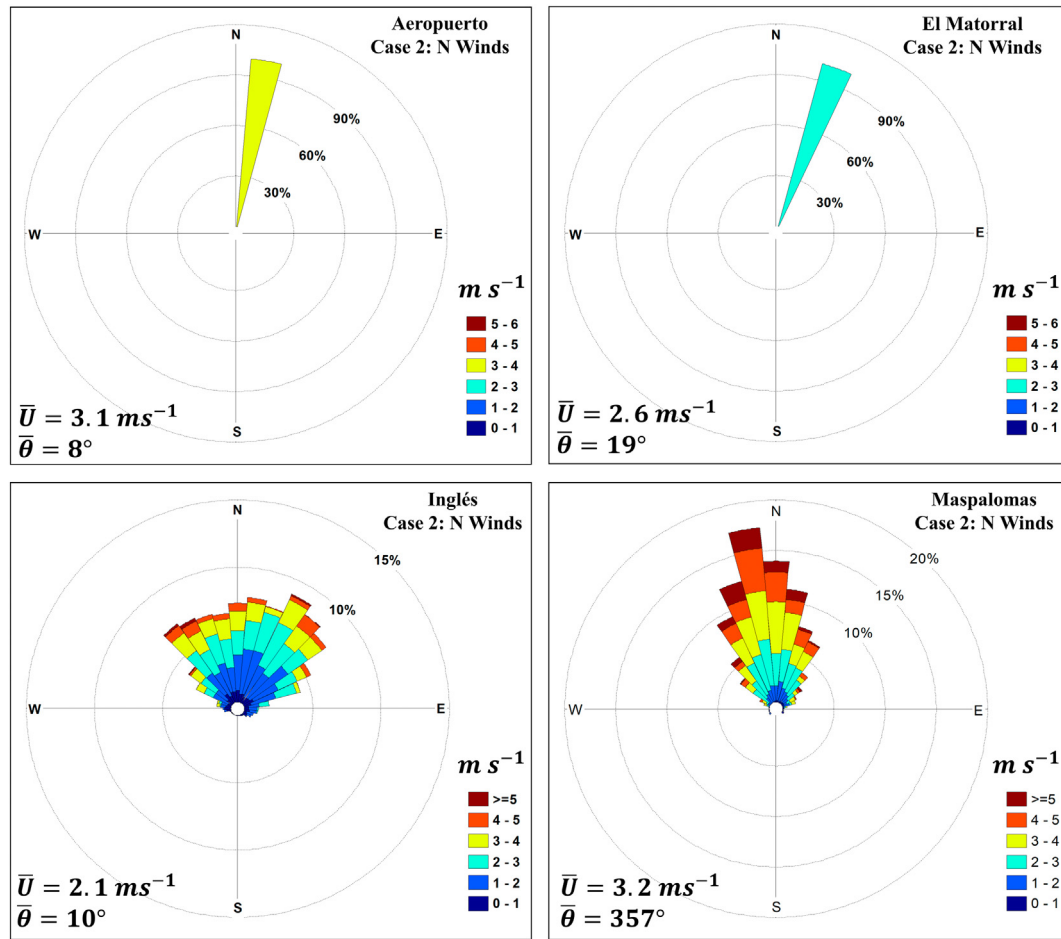 Aeropuerto
Case 2: N Winds
N
90%
60%
30%
W
E
m s⁻¹
5 - 6
4 - 5
3 - 4
2 - 3
1 - 2
0 - 1
S
U̅ = 3.1 ms⁻¹
θ̅ = 8°
El Matorral
Case 2: N Winds
N
90%
60%
30%
W
E
m s⁻¹
5 - 6
4 - 5
3 - 4
2 - 3
1 - 2
0 - 1
S
U̅ = 2.6 ms⁻¹
θ̅ = 19°
Inglés
Case 2: N Winds
N
15%
10%
W
E
m s⁻¹
>=5
4 - 5
3 - 4
2 - 3
1 - 2
0 - 1
S
U̅ = 2.1 ms⁻¹
θ̅ = 10°
Maspalomas
Case 2: N Winds
N
20%
15%
10%
W
E
m s⁻¹
>=5
4 - 5
3 - 4
2 - 3
1 - 2
0 - 1
S
U̅ = 3.2 ms⁻¹
θ̅ = 357°